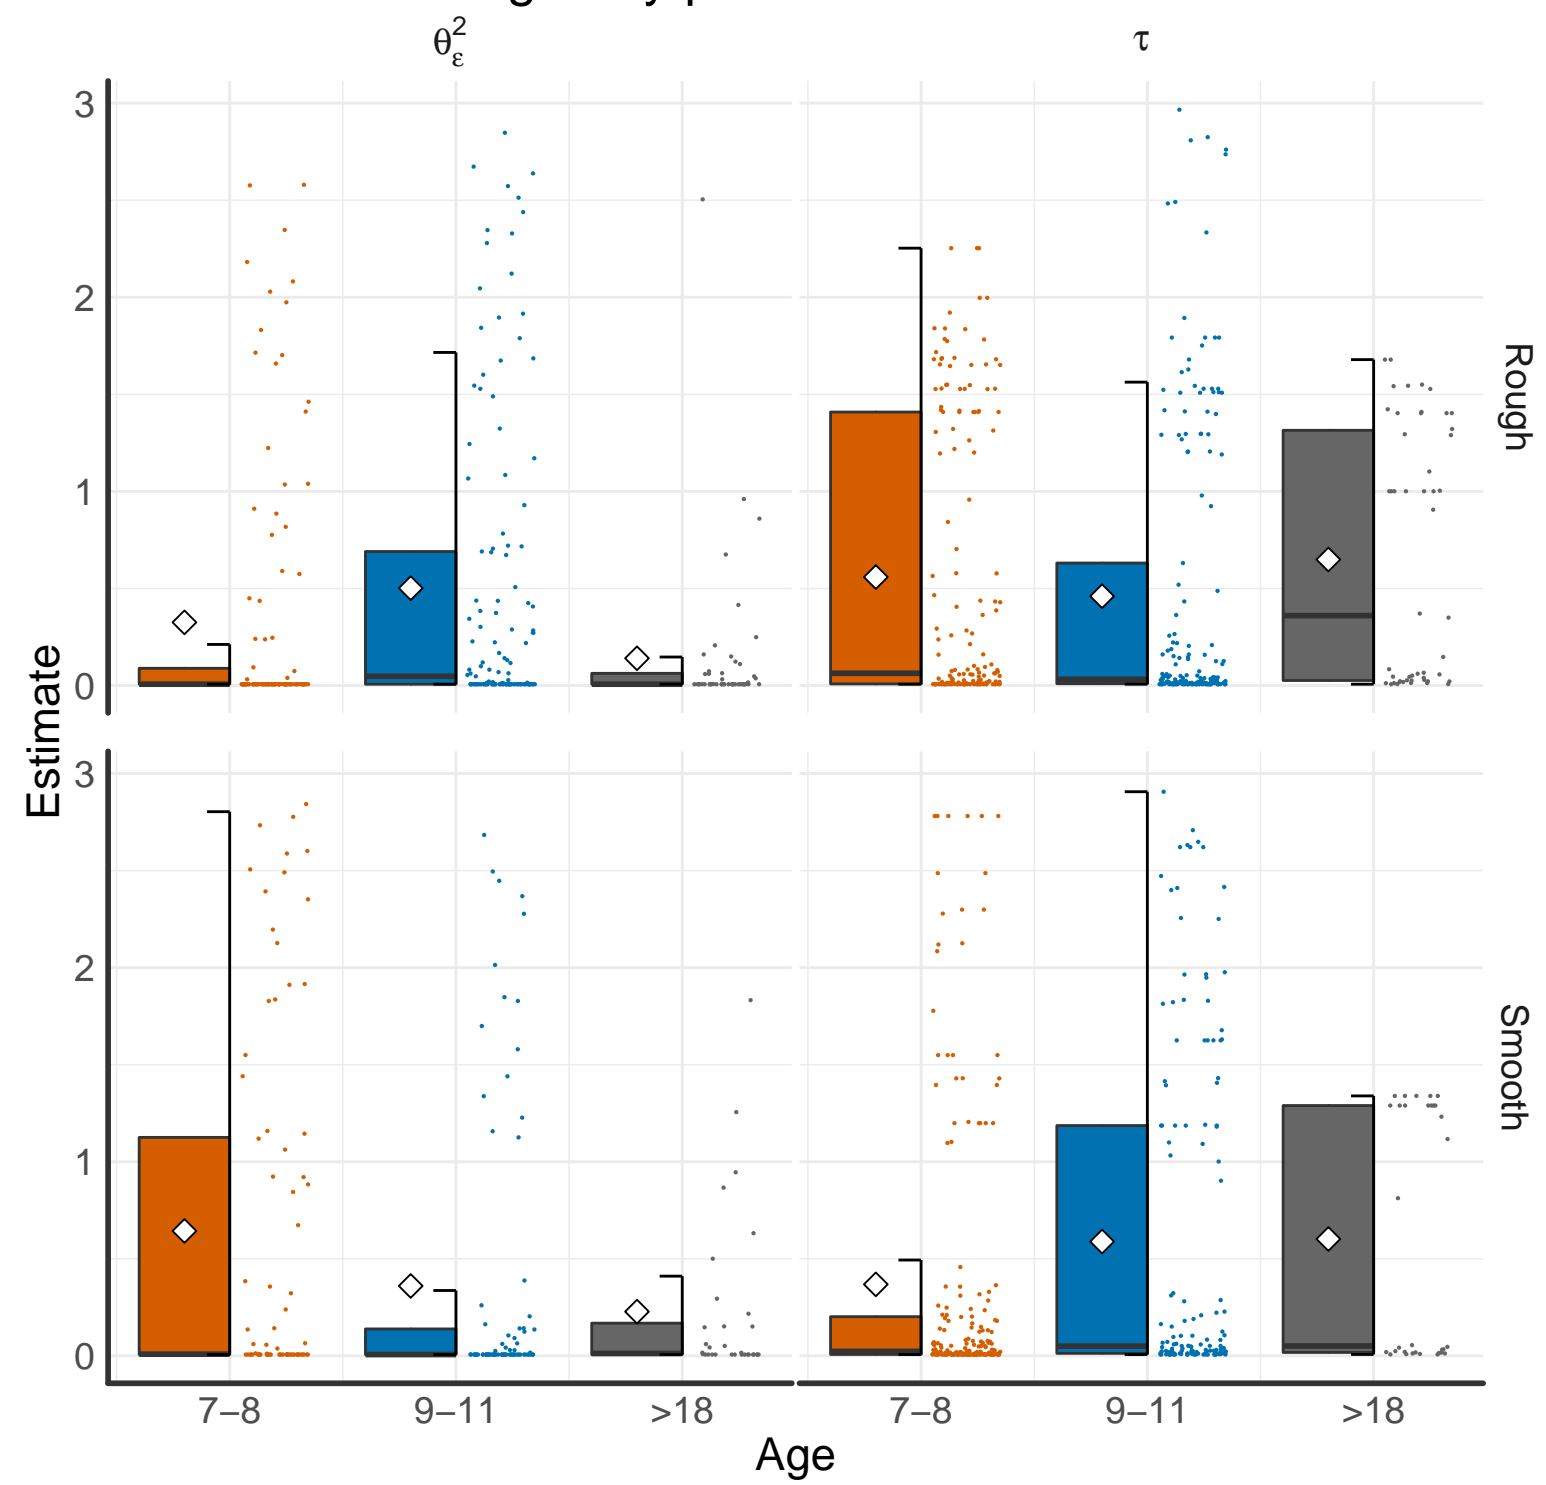 θ²ε τ
3
2
1
0
Rough
Estimate
3
2
1
0
Smooth
7–8 9–11 >18 7–8 9–11 >18
Age